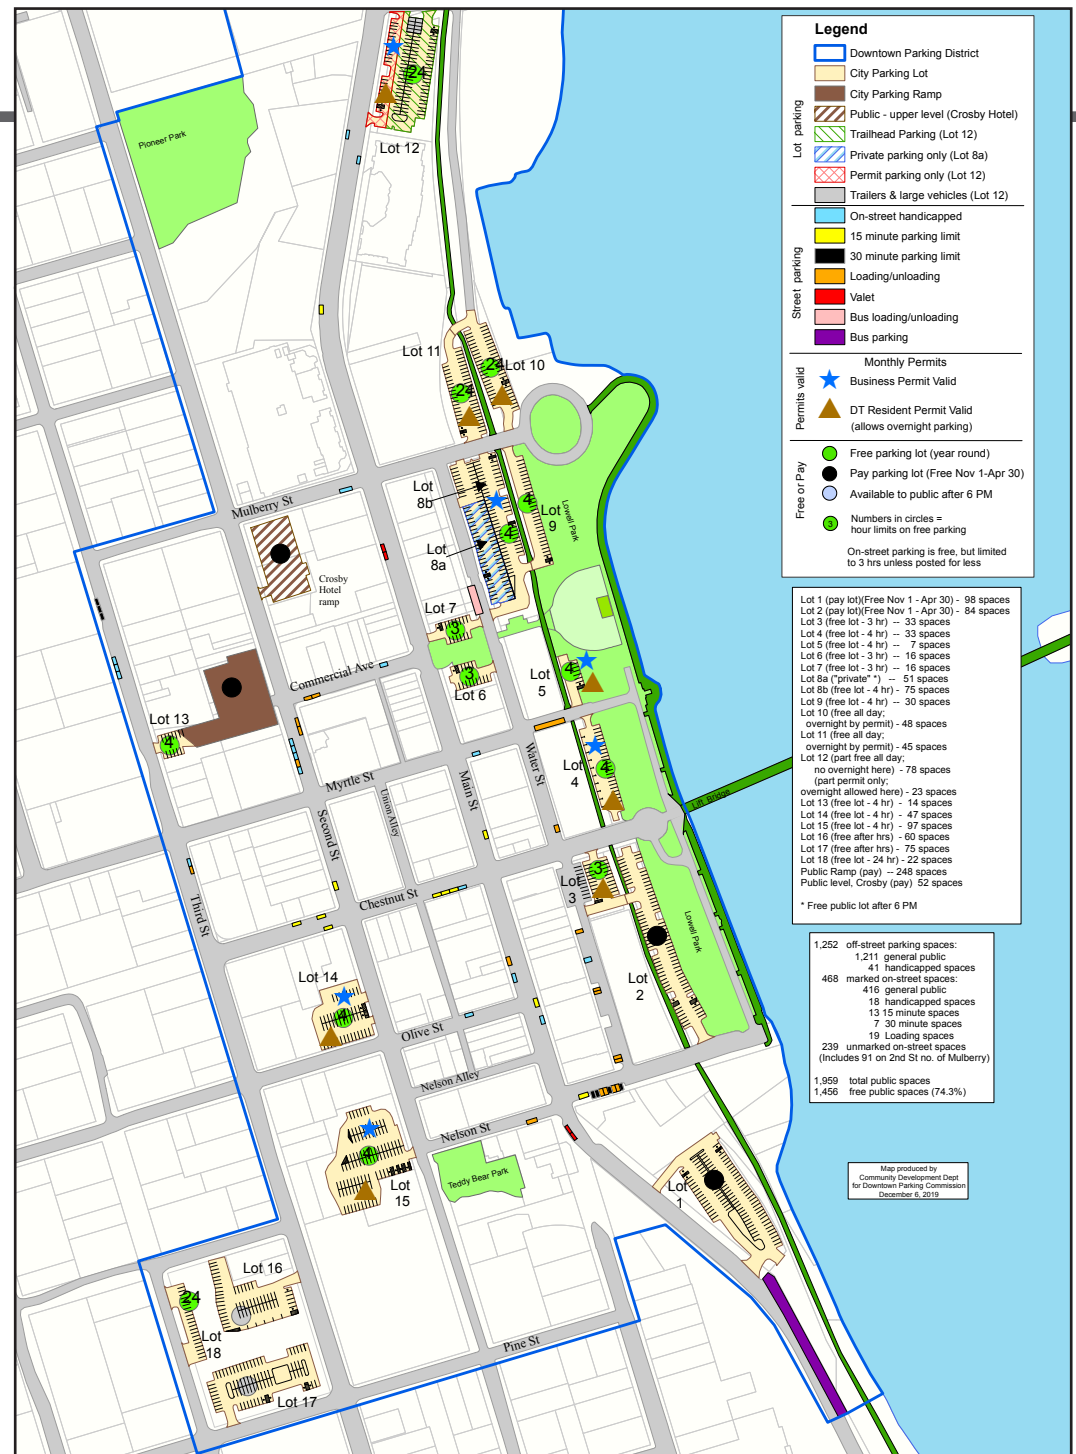 Legend
Downtown Parking District
City Parking Lot
City Parking Ramp
Public - upper level (Crosby Hotel)
Trailhead Parking (Lot 12)
Private parking only (Lot 8a)
Permit parking only (Lot 12)
Trailers & large vehicles (Lot 12)
Lot parking
On-street handicapped
15 minute parking limit
30 minute parking limit
Loading/unloading
Valet
Bus loading/unloading
Bus parking
Street parking
Monthly Permits
Business Permit Valid
DT Resident Permit Valid
(allows overnight parking)
Permits valid
Free parking lot (year round)
Pay parking lot (Free Nov 1-Apr 30)
Available to public after 6 PM
3
Numbers in circles =
hour limits on free parking
On-street parking is free, but limited
to 3 hrs unless posted for less
Free or Pay
Lot 1 (pay lot)(Free Nov 1 - Apr 30) - 98 spaces
Lot 2 (pay lot)(Free Nov 1 - Apr 30) - 84 spaces
Lot 3 (free lot - 3 hr) -- 33 spaces
Lot 4 (free lot - 4 hr) -- 33 spaces
Lot 5 (free lot - 4 hr) -- 7 spaces
Lot 6 (free lot - 3 hr) -- 16 spaces
Lot 7 (free lot - 3 hr) -- 16 spaces
Lot 8a ("private" *) -- 51 spaces
Lot 8b (free lot - 4 hr) - 75 spaces
Lot 9 (free lot - 4 hr) -- 30 spaces
Lot 10 (free all day;
overnight by permit) - 48 spaces
Lot 11 (free all day;
overnight by permit) - 45 spaces
Lot 12 (part free all day;
no overnight here) - 78 spaces
(part permit only;
overnight allowed here) - 23 spaces
Lot 13 (free lot - 4 hr) - 14 spaces
Lot 14 (free lot - 4 hr) - 47 spaces
Lot 15 (free lot - 4 hr) - 97 spaces
Lot 16 (free after hrs) - 60 spaces
Lot 17 (free after hrs) - 75 spaces
Lot 18 (free lot - 24 hr) - 22 spaces
Public Ramp (pay) -- 248 spaces
Public level, Crosby (pay) 52 spaces
* Free public lot after 6 PM
1,252 off-street parking spaces:
1,211 general public
41 handicapped spaces
468 marked on-street spaces:
416 general public
18 handicapped spaces
13 15 minute spaces
7 30 minute spaces
19 Loading spaces
239 unmarked on-street spaces
(Includes 91 on 2nd St no. of Mulberry)
1,959 total public spaces
1,456 free public spaces (74.3%)
Map produced by
Community Development Dept
for Downtown Parking Commission
December 6, 2019
Pioneer Park
24
Lot 12
Lot 11
24
Lot 10
24
Mulberry St
Lot
8b
4
Lot
9
4
Lowell Park
Lot
8a
Crosby
Hotel
ramp
Lot 7
3
Commercial Ave
3
Lot 6
Lot
5
4
Lot 13
4
Myrtle St
Main St
Water St
Lot
4
4
Lift Bridge
Union Alley
Second St
Third St
Chestnut St
Lot
3
3
Lowell Park
Lot
2
Lot 14
4
Olive St
Nelson Alley
Nelson St
4
Lot
15
Teddy Bear Park
Lot
1
Lot 16
24
Lot
18
Pine St
Lot 17